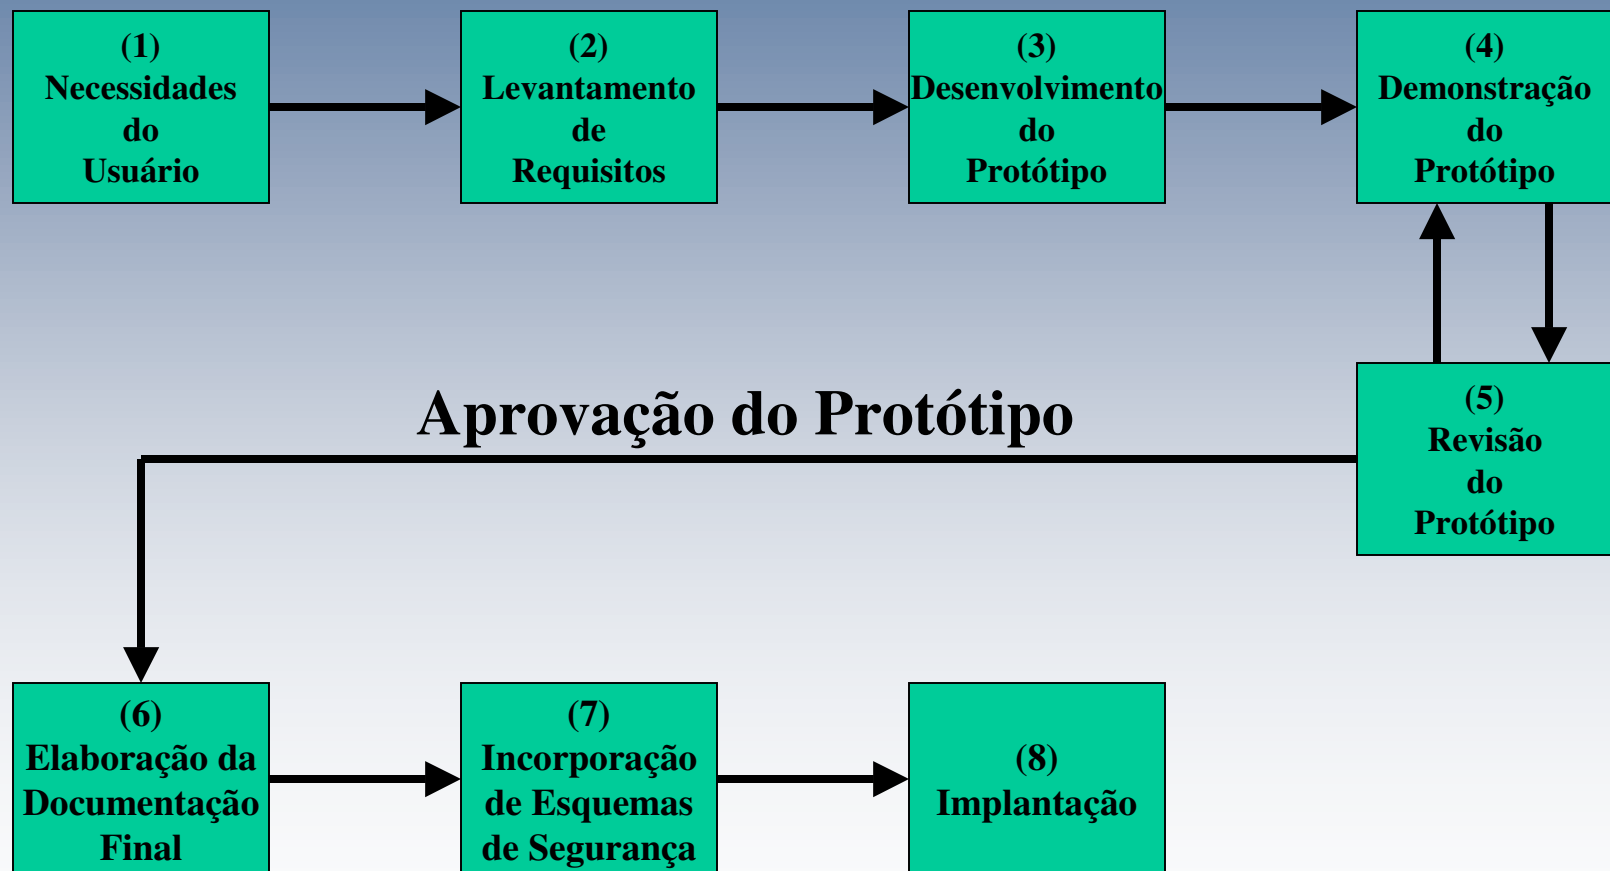 (1)
Necessidades
do
Usuário
(2)
Levantamento
de
Requisitos
(3)
Desenvolvimento
do
Protótipo
(4)
Demonstração
do
Protótipo
(5)
Revisão
do
Protótipo
Aprovação do Protótipo
(6)
Elaboração da
Documentação
Final
(7)
Incorporação
de Esquemas
de Segurança
(8)
Implantação